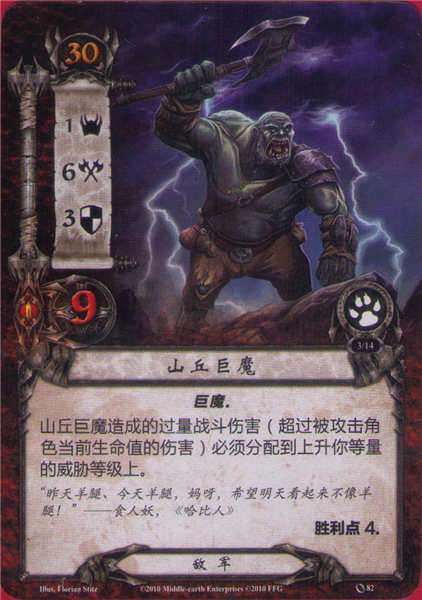 30
1
6
3
9
3/14
山丘巨魔
巨魔.
山丘巨魔造成的过量战斗伤害（超过被攻击角
色当前生命值的伤害）必须分配到上升你等量
的威胁等级上。
“昨天羊腿、今天羊腿，妈呀，希望明天看起来不像羊
腿！”——食人妖，《哈比人》
胜利点 4.
敌军
Illus. Florian Stitz
©2010 Middle-earth Enterprises ©2010 FFG
82